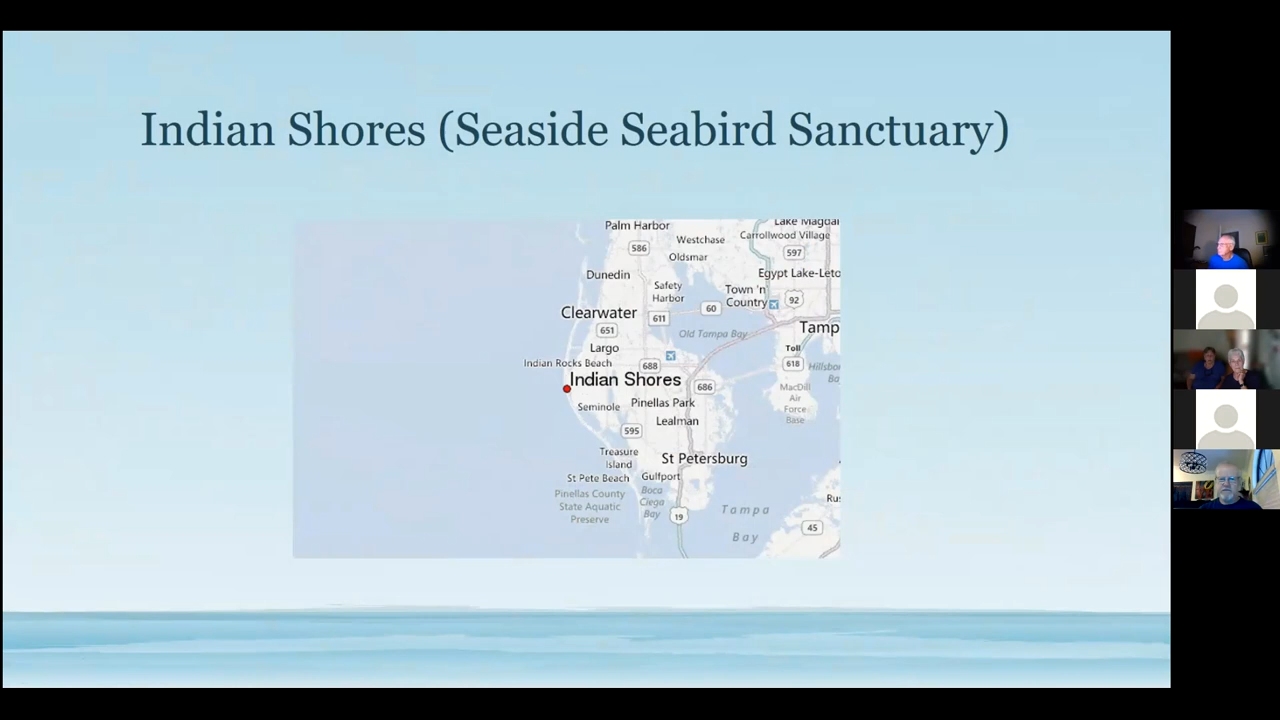 Indian Shores (Seaside Seabird Sanctuary)
Palm Harbor
Lake Magdal
Westchase
Carrollwood Village
586
597
Oldsmar
Dunedin
Egypt Lake-Leto
Safety
Harbor
Town 'n
Country
92
60
Clearwater
611
651
Old Tampa Bay
Tamp
Largo
Toll
Indian Rocks Beach
688
618
Hillsbor
Ba
Indian Shores
686
MacDill
Air
Force
Base
Seminole
Pinellas Park
Lealman
595
Treasure
Island
St Petersburg
St Pete Beach
Gulfport
Pinellas County
State Aquatic
Preserve
Boca
Ciega
Bay
19
Tampa
Bay
Rus
45